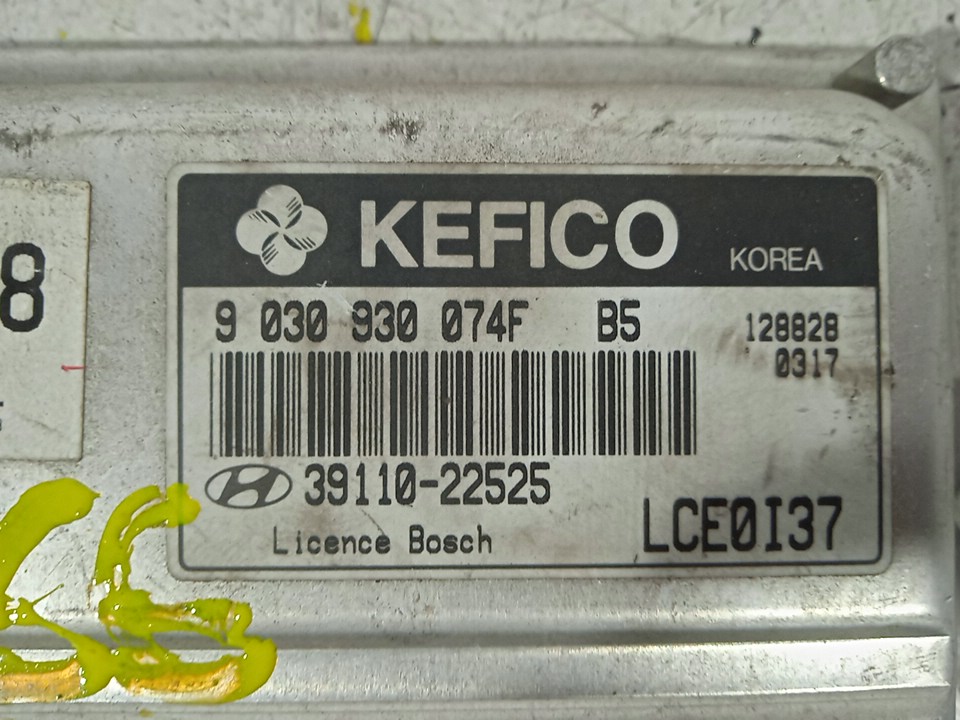 KEFICO KOREA
9 030 930 074F B5 128828
0317
39110-22525
Licence Bosch LCE0I37
8